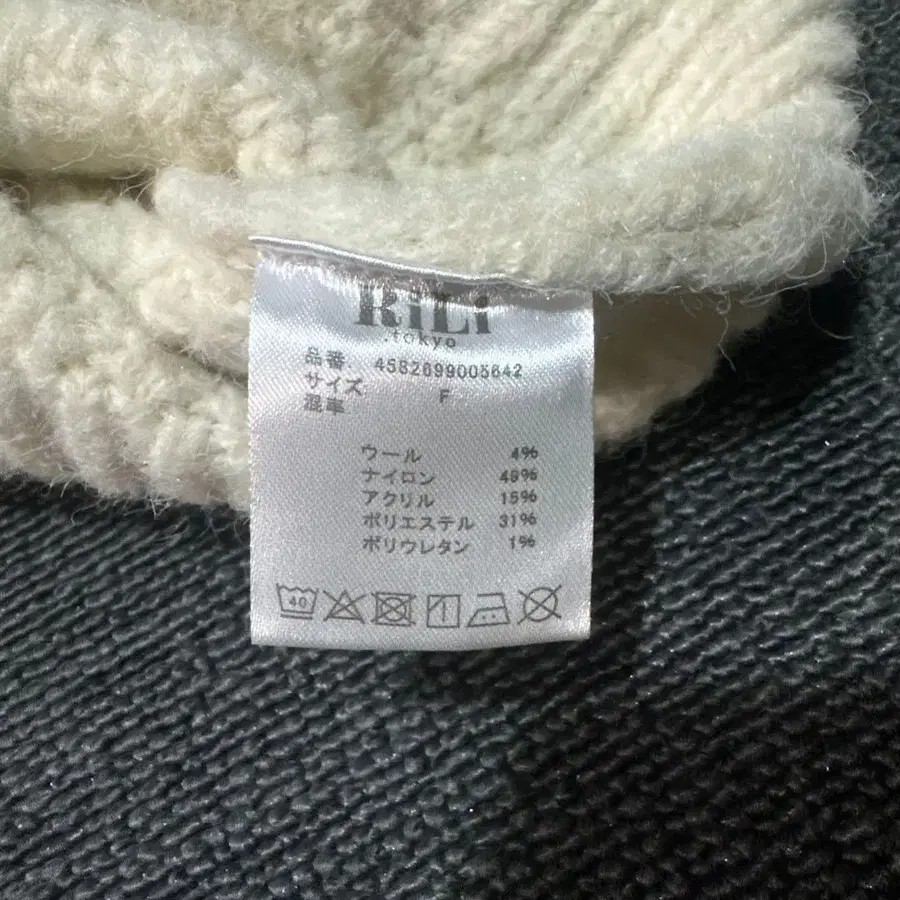 RiLi
.tokyo
品番 4582699005642
サイズ F
混率
ウール 4%
ナイロン 49%
アクリル 15%
ポリエステル 31%
ポリウレタン 1%
40